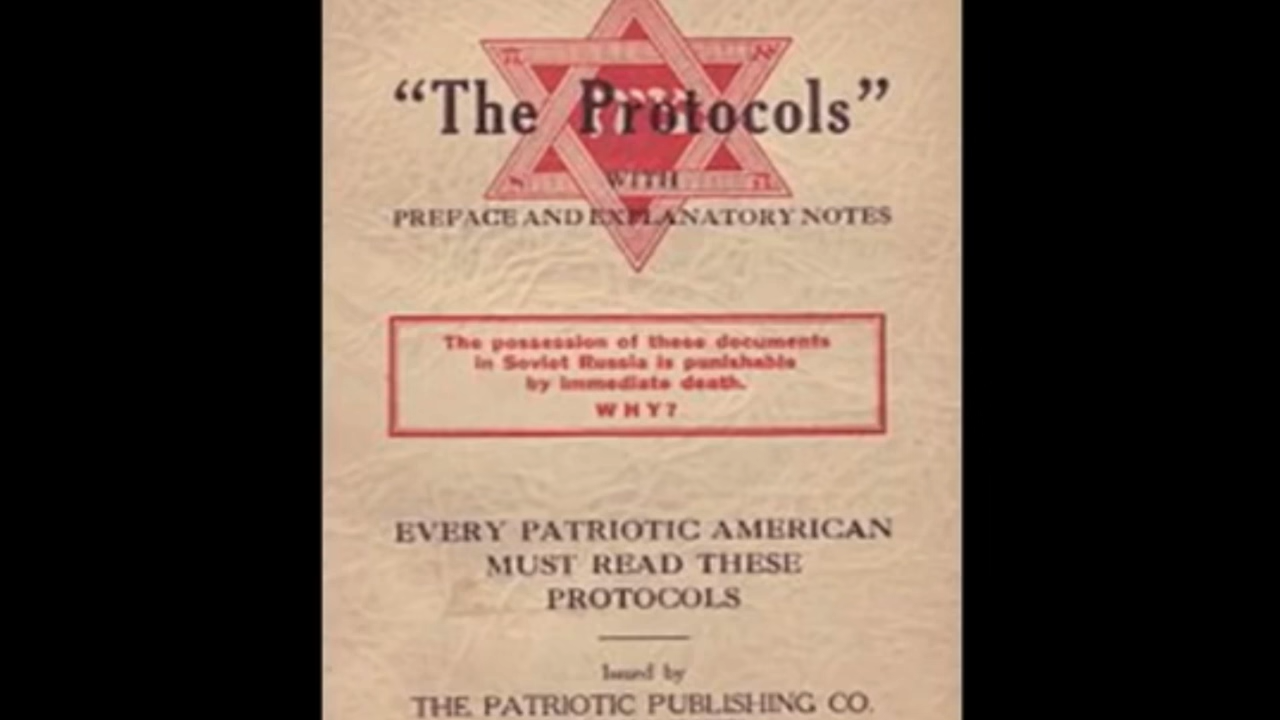 “The Protocols”
WITH
PREFACE AND EXPLANATORY NOTES
The possession of these documents
in Soviet Russia is punishable
by immediate death.
WHY?
EVERY PATRIOTIC AMERICAN
MUST READ THESE
PROTOCOLS
Issued by
THE PATRIOTIC PUBLISHING CO.